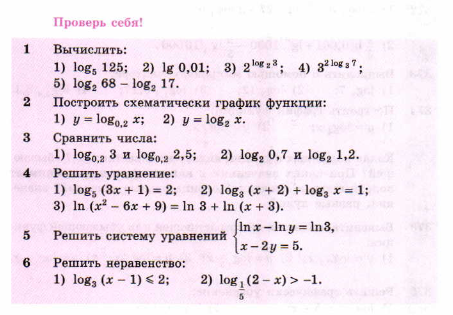 Проверь себя!
1 Вычислить:
1) log₅ 125; 2) lg 0,01; 3) 2^(log₂ 3); 4) 3^(2 log₃ 7);
5) log₂ 68 − log₂ 17.
2 Построить схематически график функции:
1) y = log₀,₂ x; 2) y = log₂ x.
3 Сравнить числа:
1) log₀,₂ 3 и log₀,₂ 2,5; 2) log₂ 0,7 и log₂ 1,2.
4 Решить уравнение:
1) log₅ (3x + 1) = 2; 2) log₃ (x + 2) + log₃ x = 1;
3) ln (x² − 6x + 9) = ln 3 + ln (x + 3).
5 Решить систему уравнений { ln x − ln y = ln 3,
x − 2y = 5.
6 Решить неравенство:
1) log₃ (x − 1) ⩽ 2; 2) log_(1/5) (2 − x) > −1.